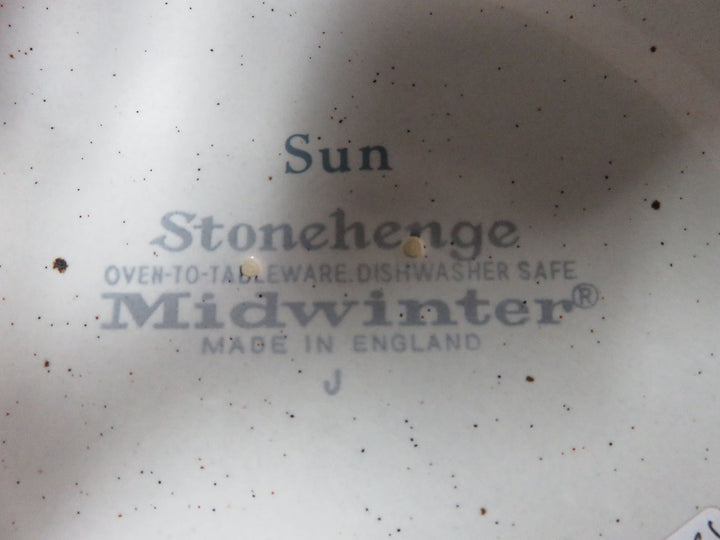 Sun
Stonehenge
OVEN-TO-TABLEWARE. DISHWASHER SAFE
Midwinter®
MADE IN ENGLAND
J